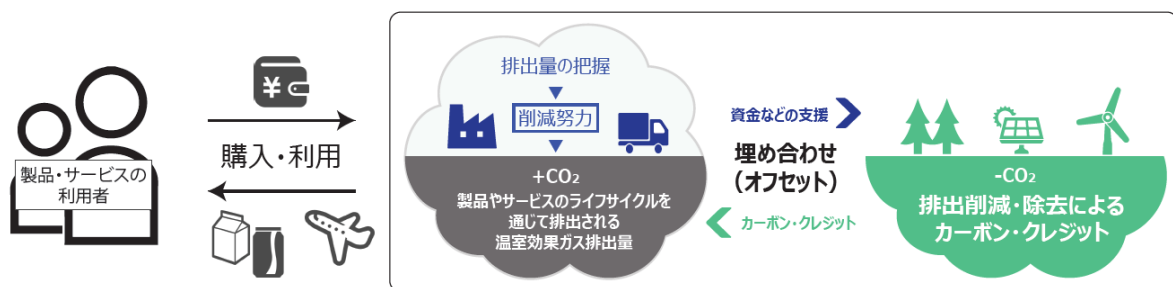 製品・サービスの
利用者
¥
購入・利用
排出量の把握
削減努力
+CO₂
製品やサービスのライフサイクルを
通じて排出される
温室効果ガス排出量
資金などの支援
埋め合わせ
（オフセット）
カーボン・クレジット
-CO₂
排出削減・除去による
カーボン・クレジット